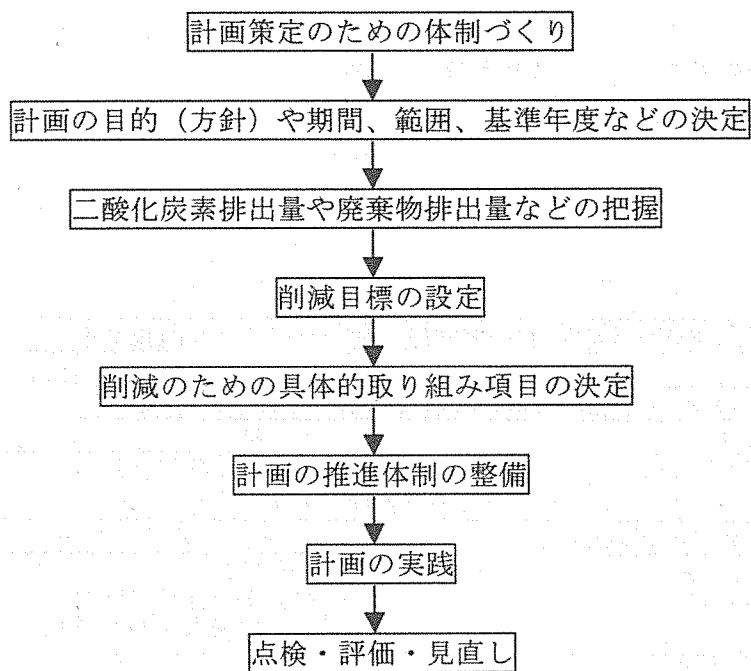 計画策定のための体制づくり
計画の目的（方針）や期間、範囲、基準年度などの決定
二酸化炭素排出量や廃棄物排出量などの把握
削減目標の設定
削減のための具体的取り組み項目の決定
計画の推進体制の整備
計画の実践
点検・評価・見直し